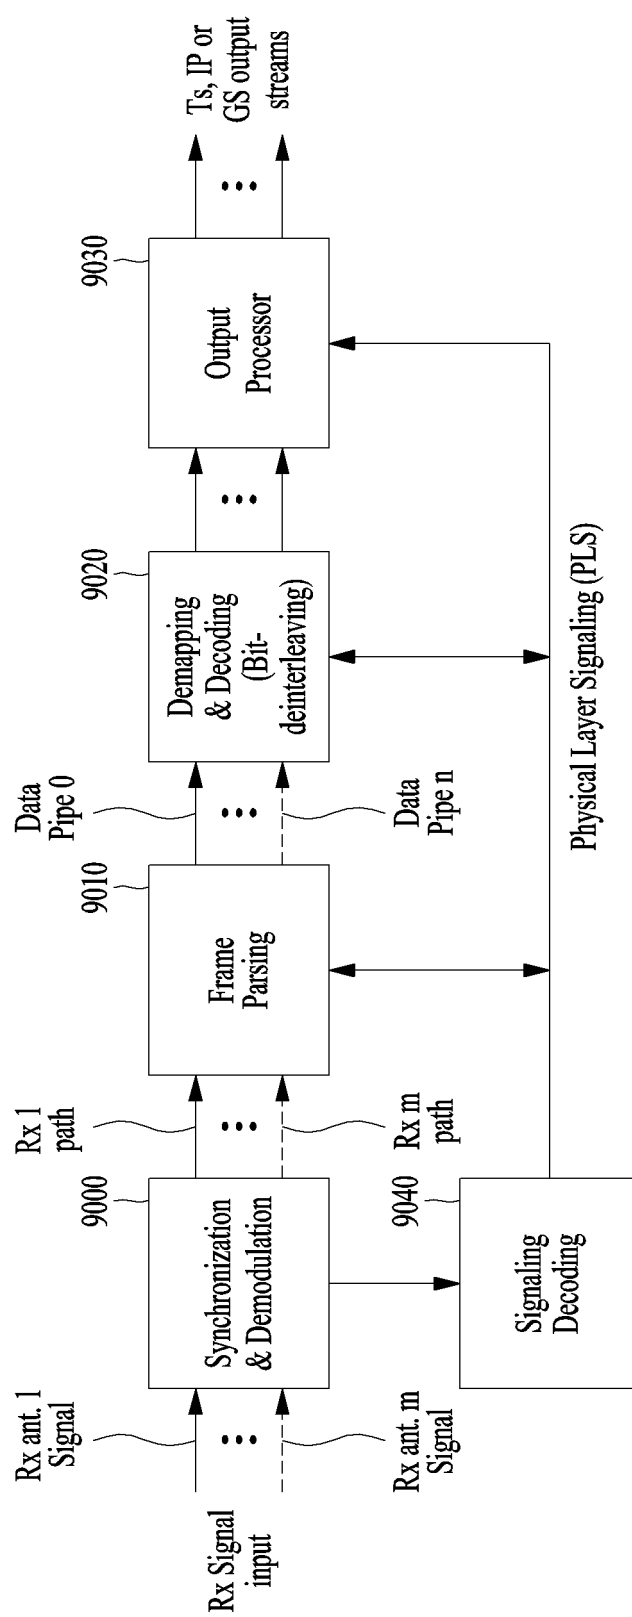 Rx Signal
input
Rx ant. 1
Signal
Rx ant. m
Signal
9000
Synchronization
& Demodulation
Rx 1
path
Rx m
path
9010
Frame
Parsing
Data
Pipe 0
Data
Pipe n
9020
Demapping
& Decoding
(Bit-
deinterleaving)
9030
Output
Processor
Ts, IP or
GS output
streams
9040
Signaling
Decoding
Physical Layer Signaling (PLS)